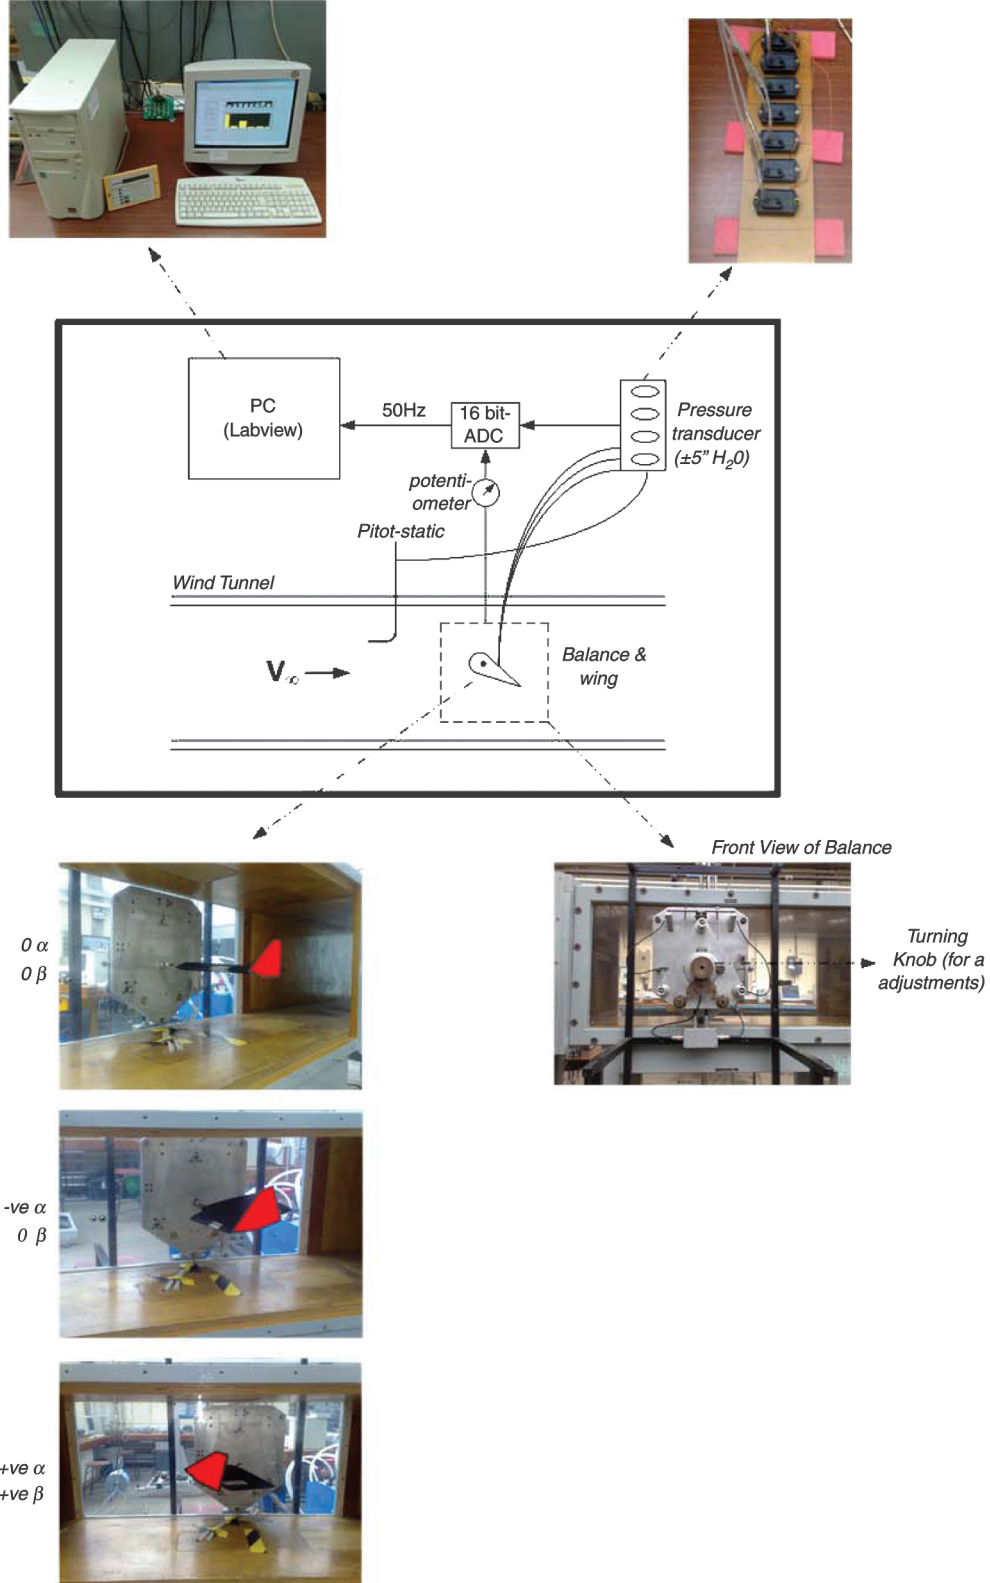 PC
(Labview)
50Hz
16 bit-
ADC
Pressure
transducer
(±5” H20)
potenti-
ometer
Pitot-static
Wind Tunnel
V∞
Balance &
wing
Front View of Balance
0 α
0 β
Turning
Knob (for a
adjustments)
-ve α
0 β
+ve α
+ve β